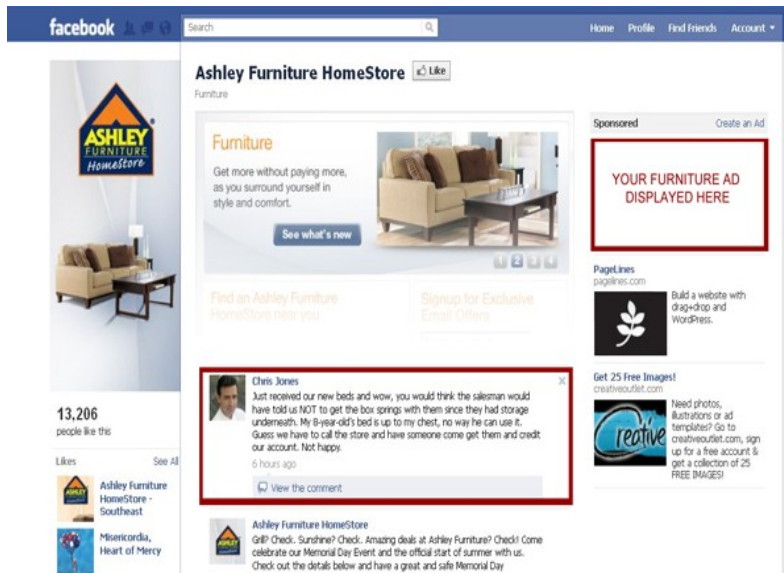 facebook
Search
Home Profile Find Friends Account
ASHLEY
FURNITURE
HomeStore
Ashley Furniture HomeStore Like
Furniture
Furniture
Get more without paying more,
as you surround yourself in
style and comfort.
See what's new
1 2 3 4
Find an Ashley Furniture
HomeStore near you
Signup for Exclusive
Email Offers
Sponsored Create an Ad
YOUR FURNITURE AD
DISPLAYED HERE
PageLines
pagelines.com
Build a website with
drag+drop and
WordPress.
Get 25 Free Images!
creativeoutlet.com
Creative
Need photos,
illustrations or ad
templates? Go to
creativeoutlet.com, sign
up for a free account &
get a collection of 25
FREE IMAGES!
13,206
people like this
Likes See All
Ashley Furniture
HomeStore -
Southeast
Misericordia,
Heart of Mercy
Chris Jones
Just received our new beds and wow, you would think the salesman would
have told us NOT to get the box springs with them since they had storage
underneath. My 8-year-old's bed is up to my chest, no way he can use it.
Guess we have to call the store and have someone come get them and credit
our account. Not happy.
6 hours ago
View the comment
Ashley Furniture HomeStore
Grill? Check. Sunshine? Check. Amazing deals at Ashley Furniture? Check! Come
celebrate our Memorial Day Event and the official start of summer with us.
Check out the details below and have a great and safe Memorial Day